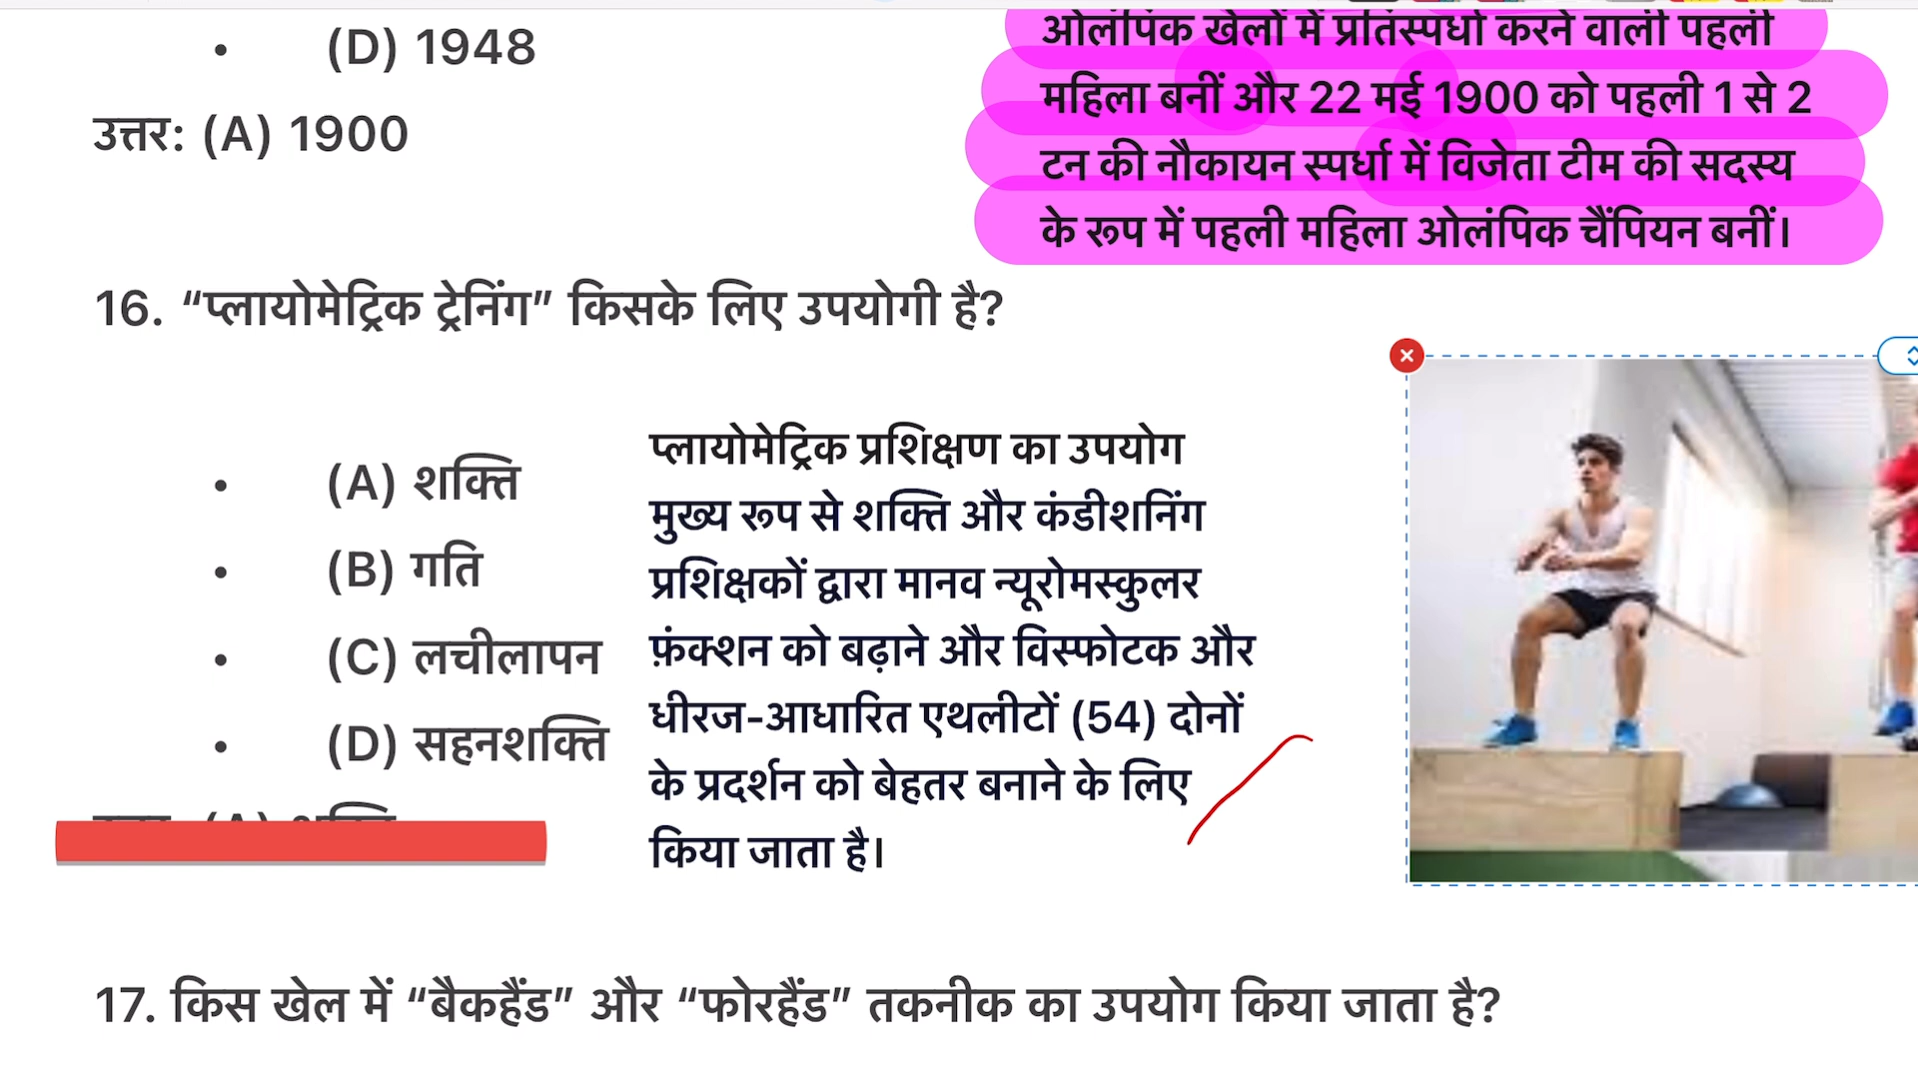 (D) 1948
उत्तर: (A) 1900
ओलंपिक खेलों में प्रतिस्पर्धा करने वाली पहली
महिला बनीं और 22 मई 1900 को पहली 1 से 2
टन की नौकायन स्पर्धा में विजेता टीम की सदस्य
के रूप में पहली महिला ओलंपिक चैंपियन बनीं।
16. “प्लायोमेट्रिक ट्रेनिंग” किसके लिए उपयोगी है?
(A) शक्ति
(B) गति
(C) लचीलापन
(D) सहनशक्ति
प्लायोमेट्रिक प्रशिक्षण का उपयोग
मुख्य रूप से शक्ति और कंडीशनिंग
प्रशिक्षकों द्वारा मानव न्यूरोमस्कुलर
फ़ंक्शन को बढ़ाने और विस्फोटक और
धीरज-आधारित एथलीटों (54) दोनों
के प्रदर्शन को बेहतर बनाने के लिए
किया जाता है।
17. किस खेल में “बैकहैंड” और “फोरहैंड” तकनीक का उपयोग किया जाता है?